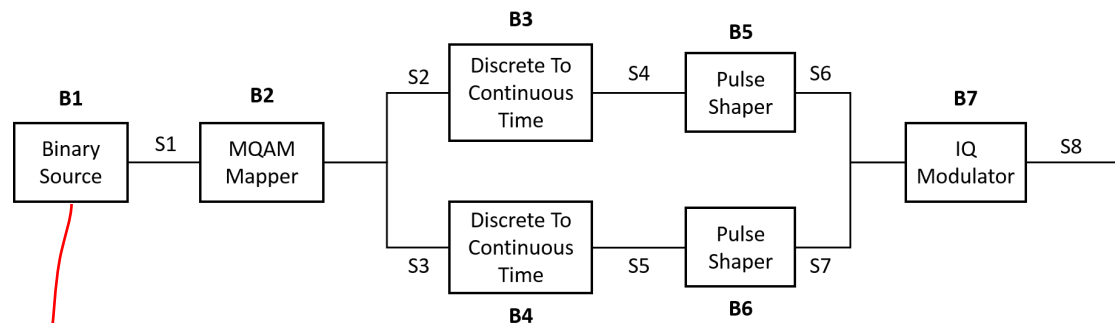 B1
Binary
Source
S1
B2
MQAM
Mapper
S2
B3
Discrete To
Continuous
Time
S4
B5
Pulse
Shaper
S6
S3
Discrete To
Continuous
Time
B4
S5
Pulse
Shaper
B6
S7
B7
IQ
Modulator
S8